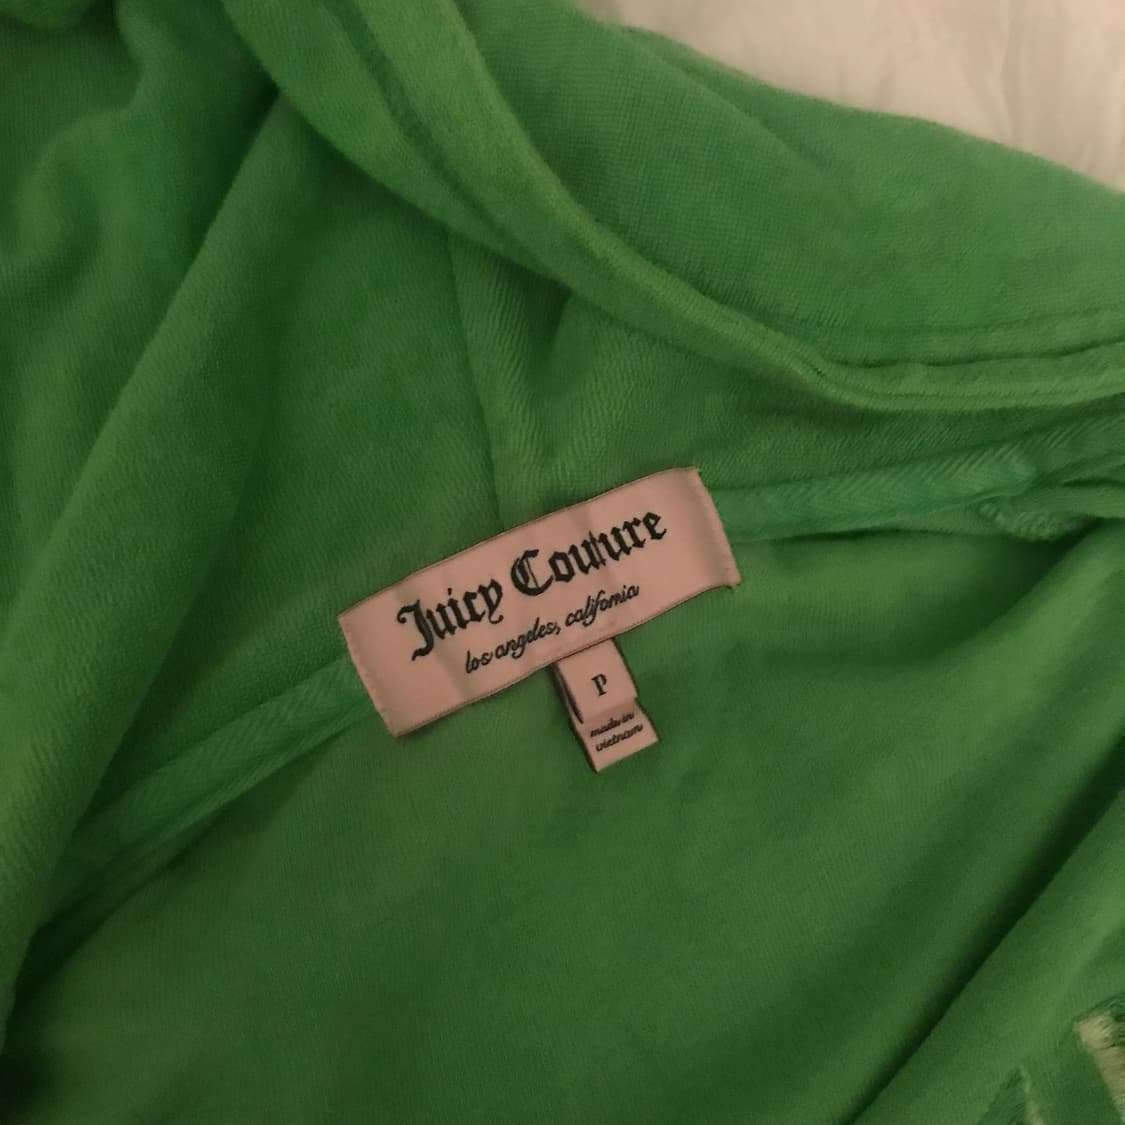 Juicy Couture
los angeles, california
P
made in
vietnam